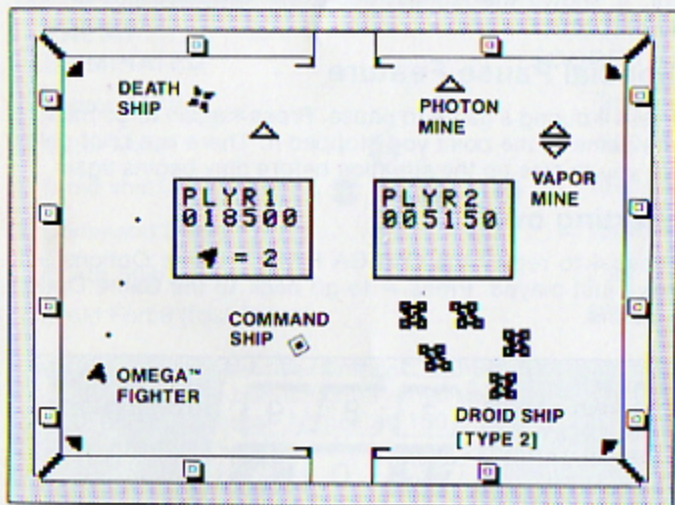 DEATH
SHIP
PHOTON
MINE
VAPOR
MINE
PLYR1
018500
= 2
PLYR2
005150
COMMAND
SHIP
OMEGA™
FIGHTER
DROID SHIP
[TYPE 2]